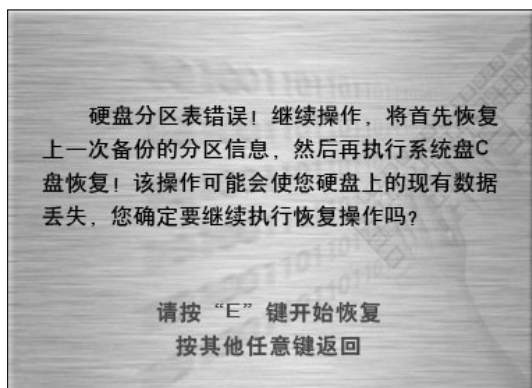 硬盘分区表错误！继续操作，将首先恢复
上一次备份的分区信息，然后再执行系统盘C
盘恢复！该操作可能会使您硬盘上的现有数据
丢失，您确定要继续执行恢复操作吗？
请按“E”键开始恢复
按其他任意键返回